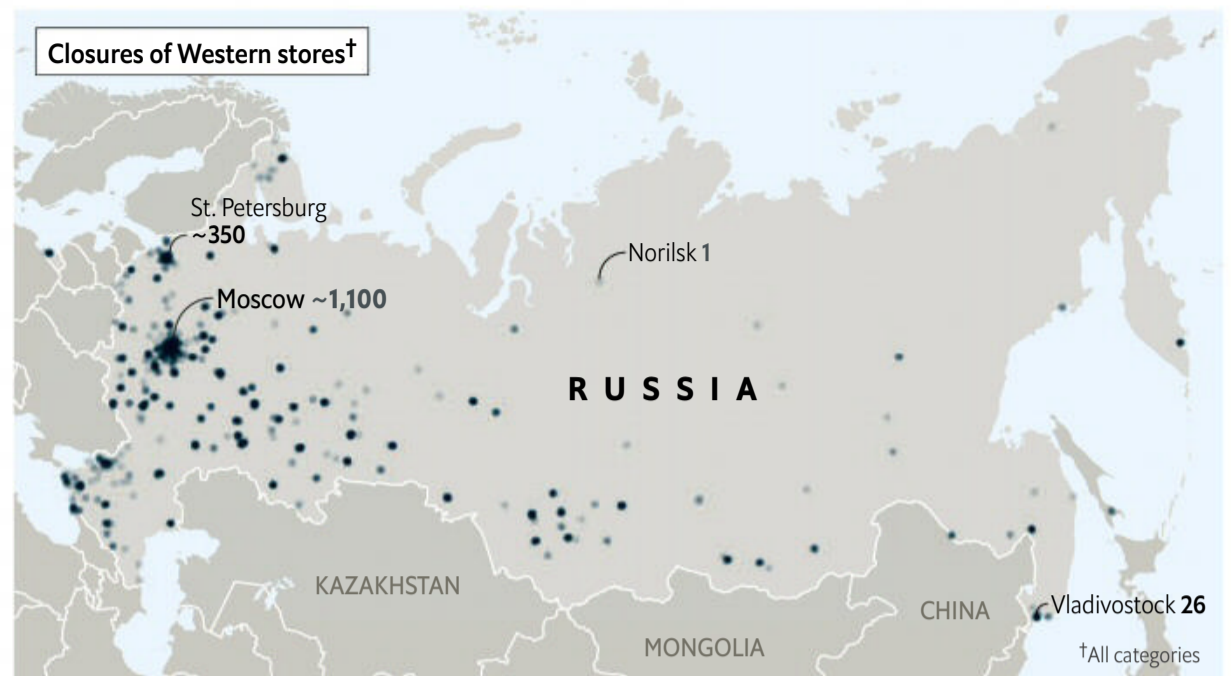 Closures of Western stores†
St. Petersburg
~350
Norilsk 1
Moscow ~1,100
RUSSIA
KAZAKHSTAN
CHINA
Vladivostock 26
MONGOLIA
†All categories